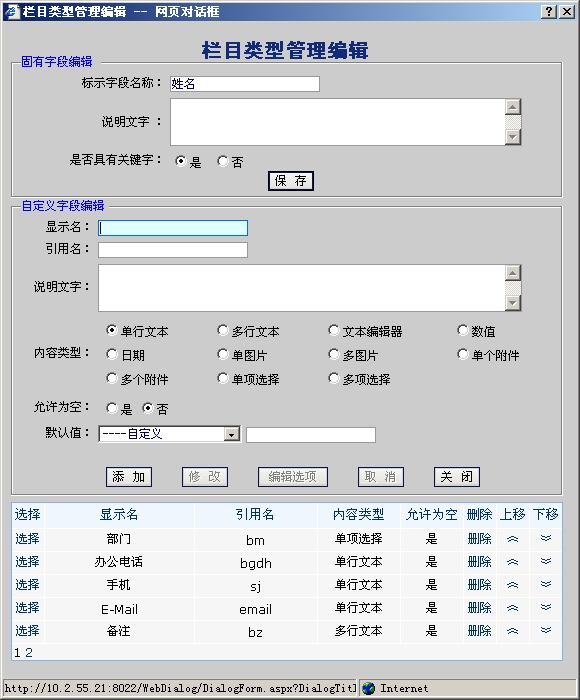 栏目类型管理编辑 -- 网页对话框
栏目类型管理编辑
固有字段编辑
标示字段名称： 姓名
说明文字 ：
是否具有关键字： 是 否
保 存
自定义字段编辑
显示名：
引用名：
说明文字：
单行文本 多行文本 文本编辑器 数值
内容类型： 日期 单图片 多图片 单个附件
多个附件 单项选择 多项选择
允许为空： 是 否
默认值： ----自定义
添 加 修 改 编辑选项 取 消 关 闭
选择 显示名 引用名 内容类型 允许为空 删除 上移 下移
选择 部门 bm 单项选择 是 删除
选择 办公电话 bgdh 单行文本 是 删除
选择 手机 sj 单行文本 是 删除
选择 E-Mail email 单行文本 是 删除
选择 备注 bz 多行文本 是 删除
1 2
http://10.2.55.21:8022/WebDialog/DialogForm.aspx?DialogTit] Internet